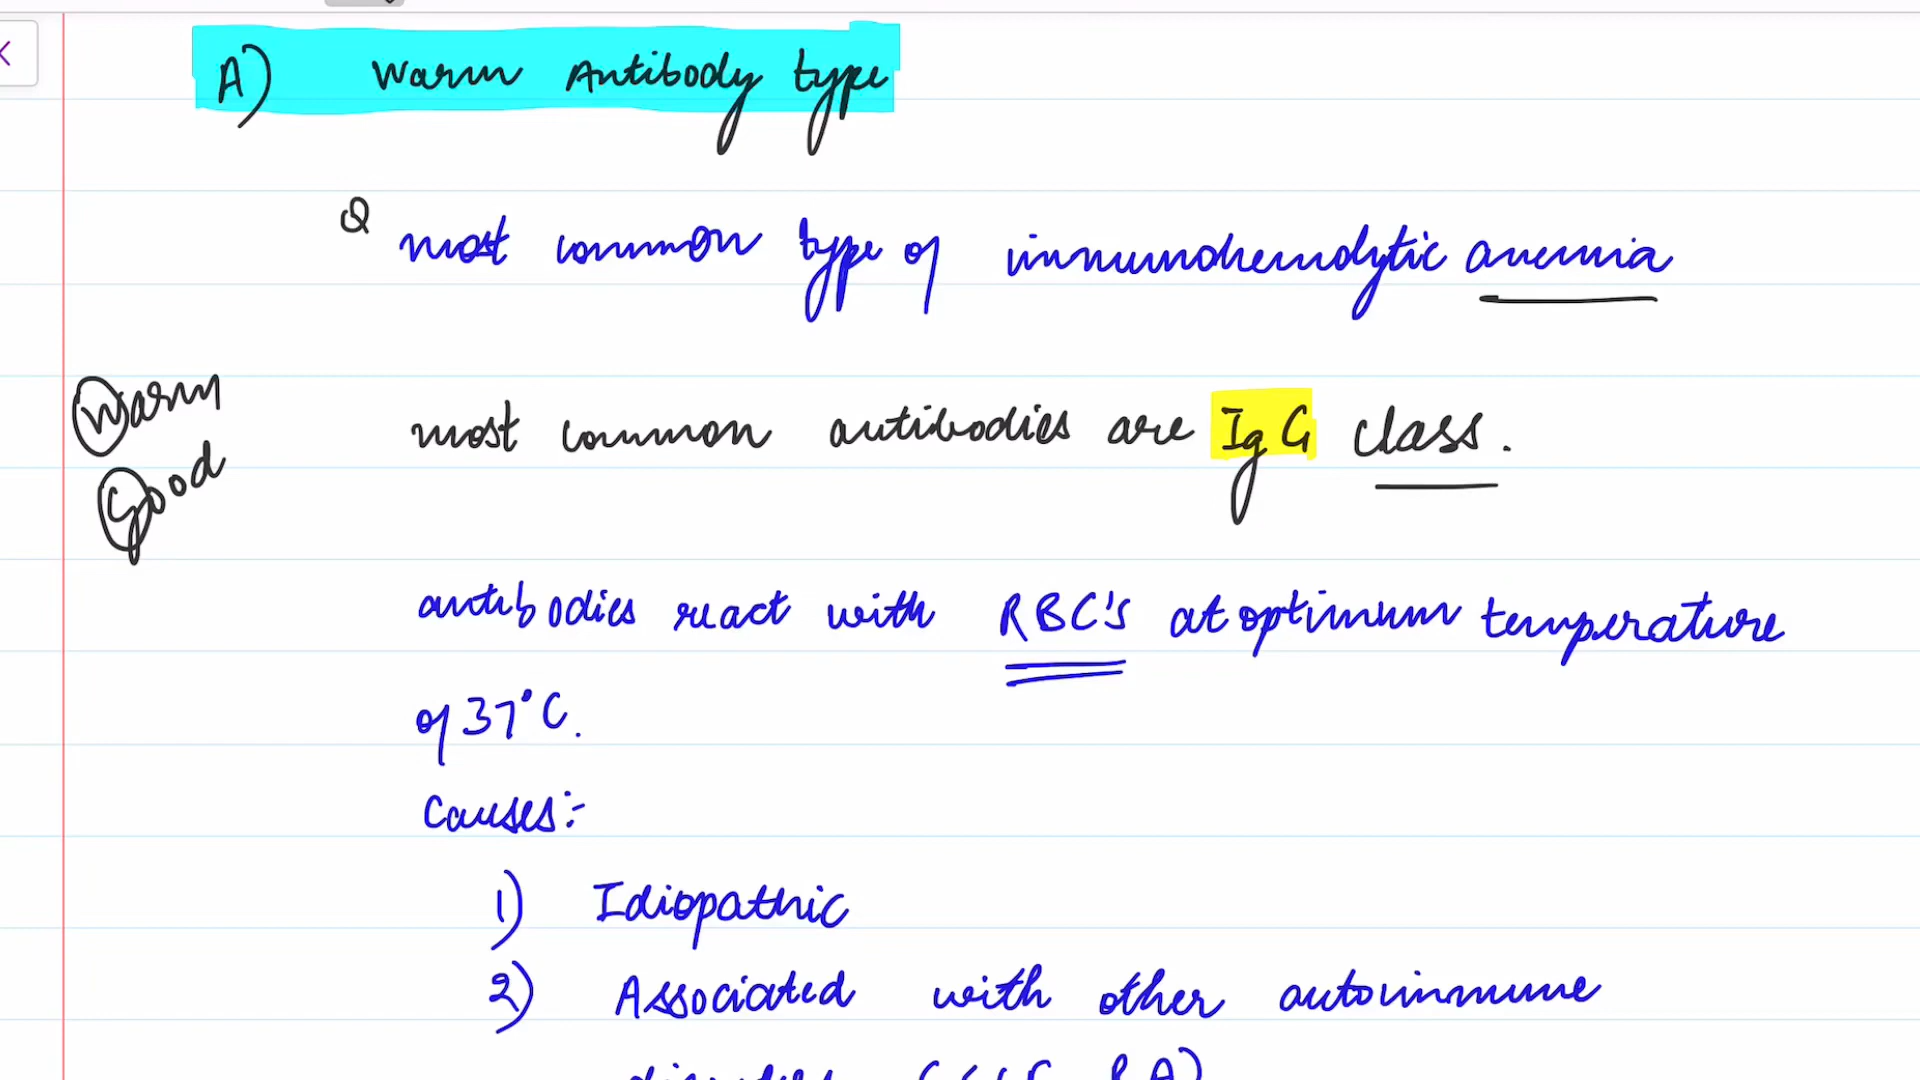 A) Warm Antibody type
Q most common type of immunohemolytic anemia
Warm
Good
most common antibodies are IgG class.
antibodies react with RBC's at optimum temperature
of 37°C.
Causes:-
1) Idiopathic
2) Associated with other autoimmune